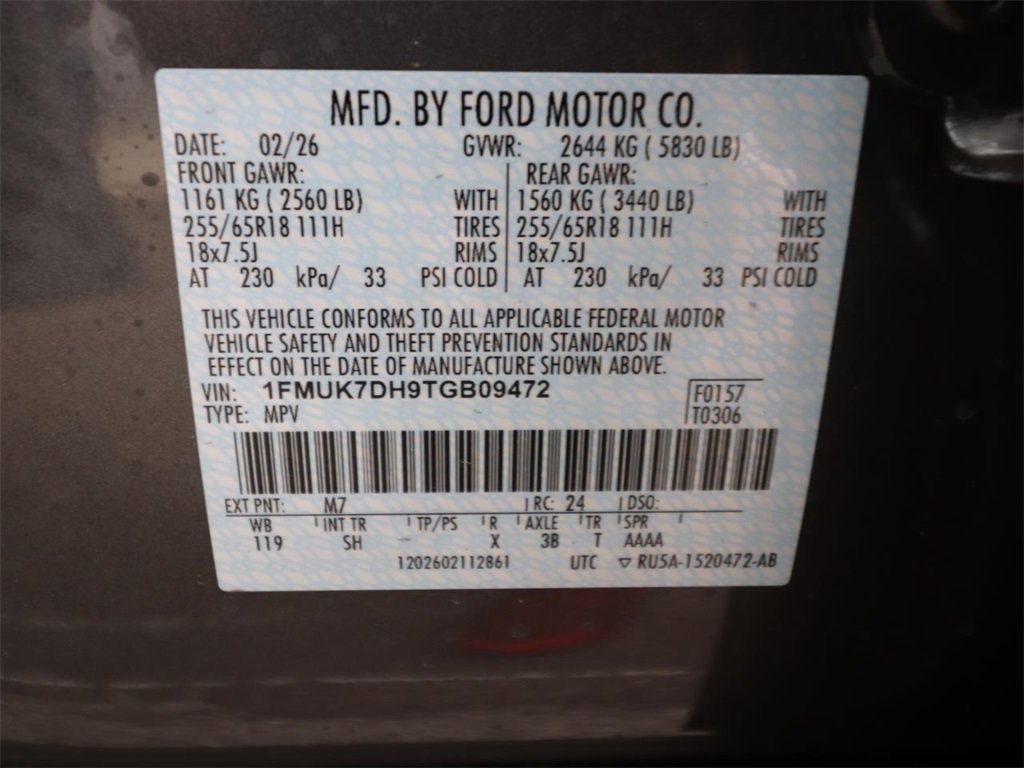 MFD. BY FORD MOTOR CO.
DATE: 02/26 GVWR: 2644 KG ( 5830 LB)
FRONT GAWR: REAR GAWR:
1161 KG ( 2560 LB) WITH 1560 KG ( 3440 LB) WITH
255/65R18 111H TIRES 255/65R18 111H TIRES
18x7.5J RIMS 18x7.5J RIMS
AT 230 kPa/ 33 PSI COLD AT 230 kPa/ 33 PSI COLD
THIS VEHICLE CONFORMS TO ALL APPLICABLE FEDERAL MOTOR
VEHICLE SAFETY AND THEFT PREVENTION STANDARDS IN
EFFECT ON THE DATE OF MANUFACTURE SHOWN ABOVE.
VIN: 1FMUK7DH9TGB09472 F0157
TYPE: MPV T0306
EXT PNT: M7 RC: 24 DSO:
WB INT TR TP/PS R AXLE TR SPR
119 SH X 3B T AAAA
1202602112861 UTC ▽ RU5A-1520472-AB